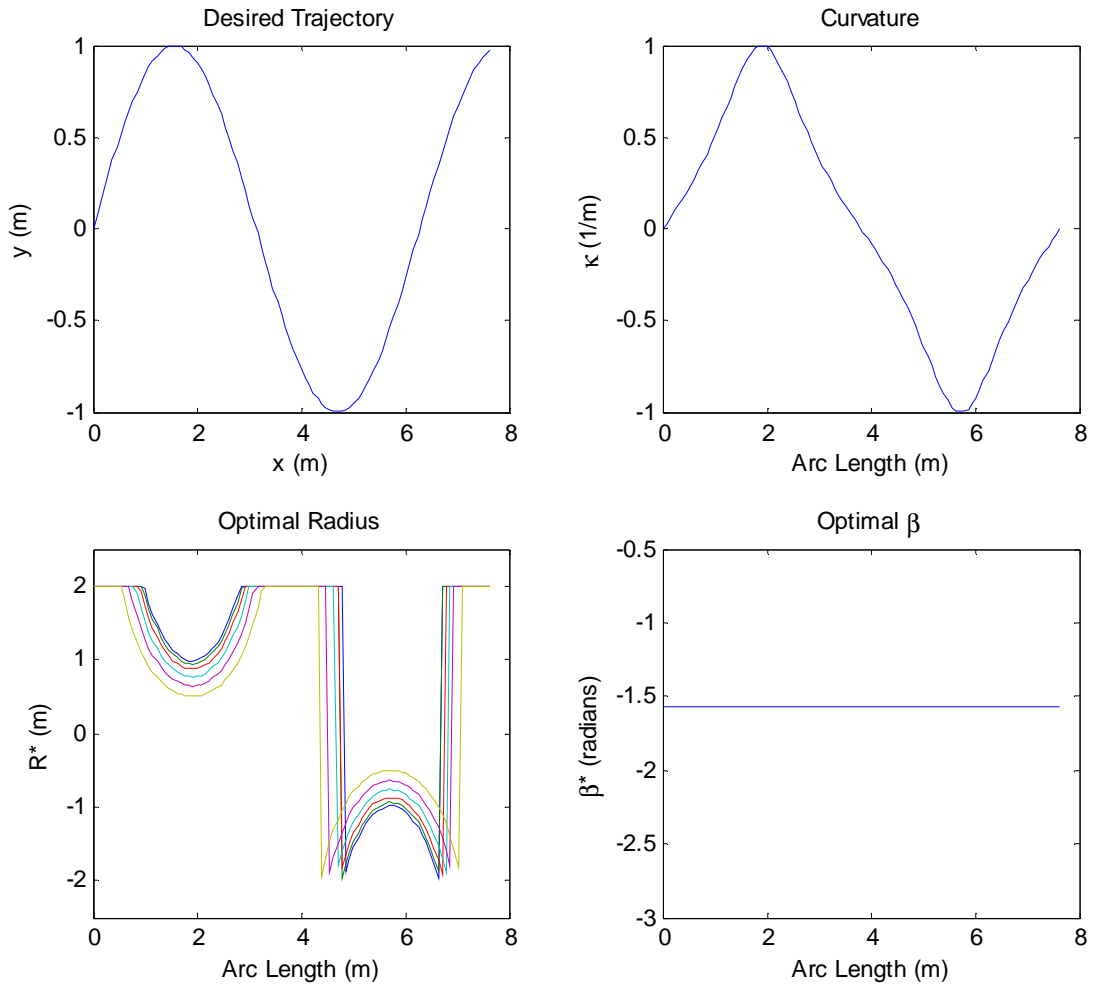 Desired Trajectory
1
0.5
0
-0.5
-1
y (m)
0 2 4 6 8
x (m)
Curvature
1
0.5
0
-0.5
-1
κ (1/m)
0 2 4 6 8
Arc Length (m)
Optimal Radius
2
1
0
-1
-2
R* (m)
0 2 4 6 8
Arc Length (m)
Optimal β
-0.5
-1
-1.5
-2
-2.5
-3
β* (radians)
0 2 4 6 8
Arc Length (m)